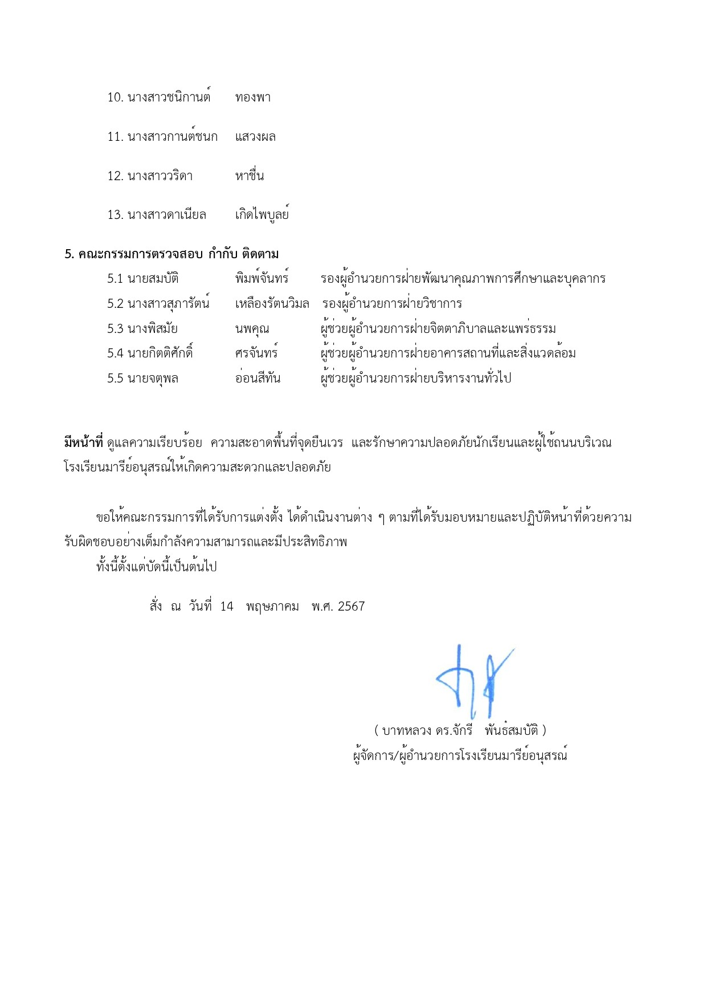 10. นางสาวชนิกานต์ ทองพา
11. นางสาวกานต์ชนก แสวงผล
12. นางสาววริดา หาชื่น
13. นางสาวดาเนียล เกิดไพบูลย์
5. คณะกรรมการตรวจสอบ กำกับ ติดตาม
5.1 นายสมบัติ พิมพ์จันทร์ รองผู้อำนวยการฝ่ายพัฒนาคุณภาพการศึกษาและบุคลากร
5.2 นางสาวสุภารัตน์ เหลืองรัตนวิมล รองผู้อำนวยการฝ่ายวิชาการ
5.3 นางพิสมัย นพคุณ ผู้ช่วยผู้อำนวยการฝ่ายจิตตาภิบาลและแพร่ธรรม
5.4 นายกิตติศักดิ์ ศรจันทร์ ผู้ช่วยผู้อำนวยการฝ่ายอาคารสถานที่และสิ่งแวดล้อม
5.5 นายจตุพล อ่อนสีทัน ผู้ช่วยผู้อำนวยการฝ่ายบริหารงานทั่วไป
มีหน้าที่ ดูแลความเรียบร้อย ความสะอาดพื้นที่จุดยืนเวร และรักษาความปลอดภัยนักเรียนและผู้ใช้ถนนบริเวณ
โรงเรียนมารีย์อนุสรณ์ให้เกิดความสะดวกและปลอดภัย
ขอให้คณะกรรมการที่ได้รับการแต่งตั้ง ได้ดำเนินงานต่าง ๆ ตามที่ได้รับมอบหมายและปฏิบัติหน้าที่ด้วยความ
รับผิดชอบอย่างเต็มกำลังความสามารถและมีประสิทธิภาพ
ทั้งนี้ตั้งแต่บัดนี้เป็นต้นไป
สั่ง ณ วันที่ 14 พฤษภาคม พ.ศ. 2567
( บาทหลวง ดร.จักรี พันธ์สมบัติ )
ผู้จัดการ/ผู้อำนวยการโรงเรียนมารีย์อนุสรณ์